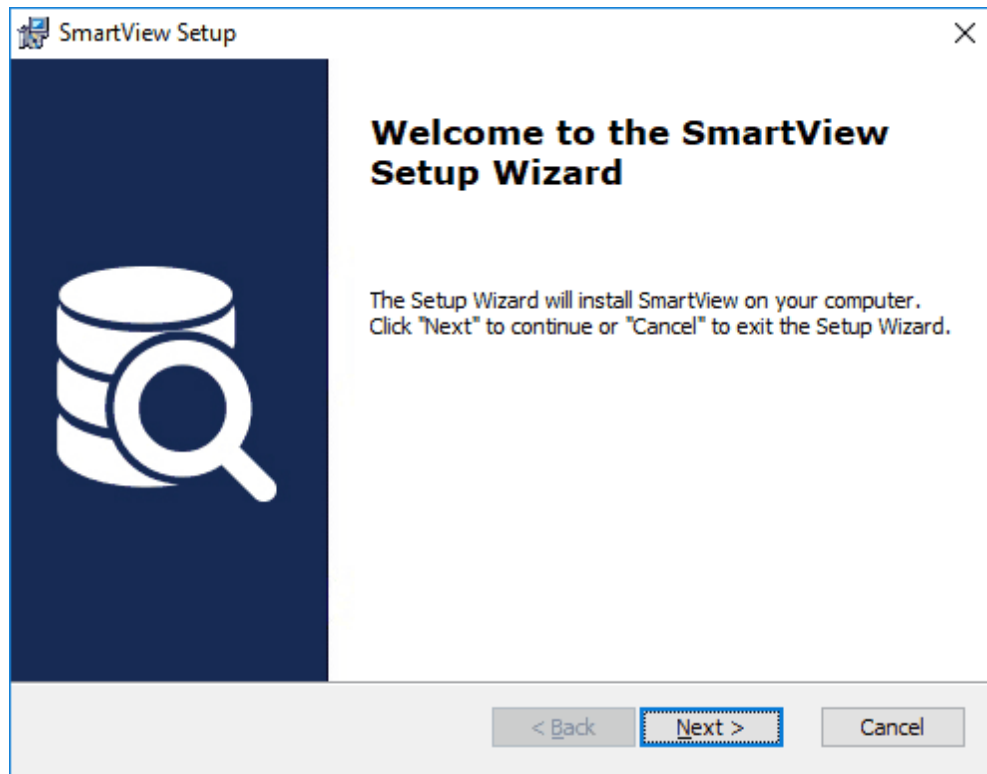 SmartView Setup
Welcome to the SmartView
Setup Wizard
The Setup Wizard will install SmartView on your computer.
Click "Next" to continue or "Cancel" to exit the Setup Wizard.
< Back
Next >
Cancel